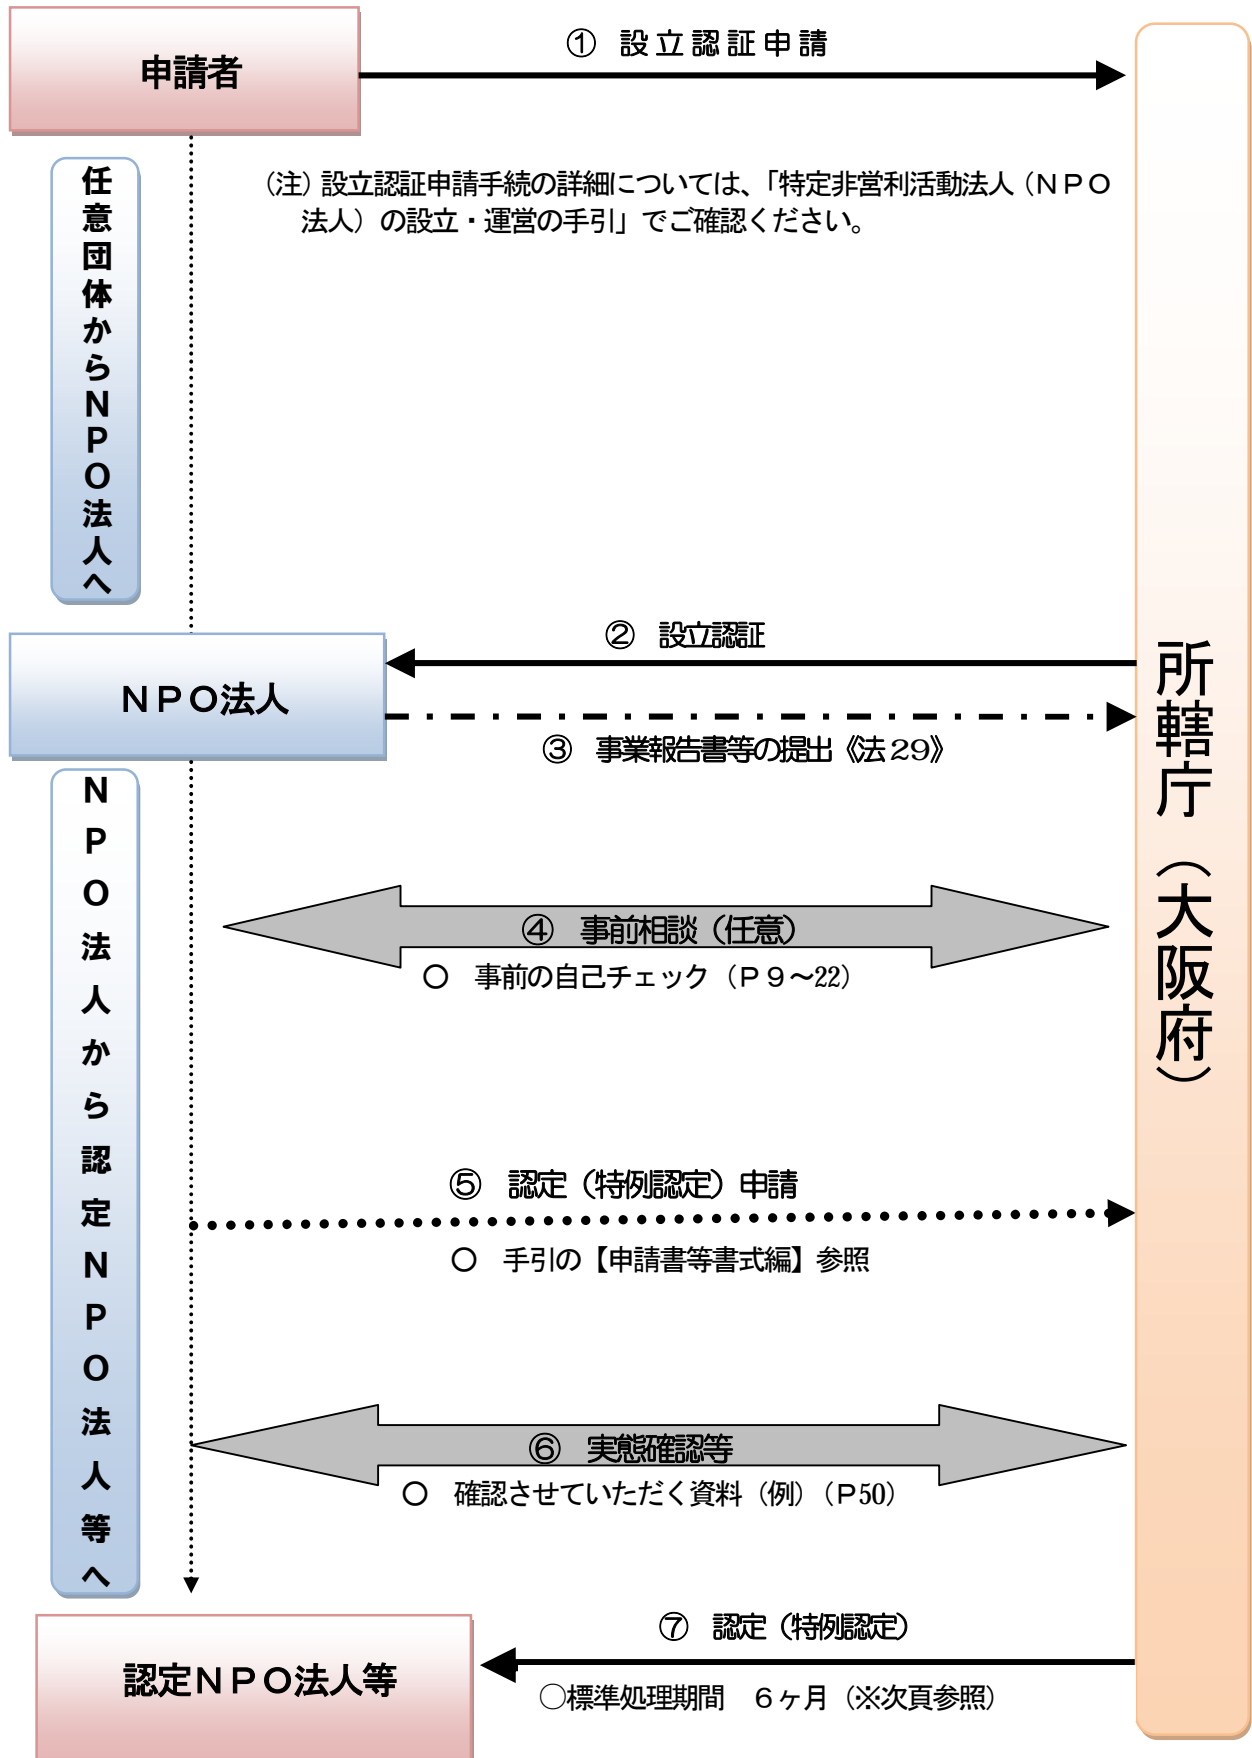 申請者
① 設立認証申請
（注）設立認証申請手続の詳細については、「特定非営利活動法人（ＮＰＯ
法人）の設立・運営の手引」でご確認ください。
任意団体からＮＰＯ法人へ
② 設立認証
ＮＰＯ法人
③ 事業報告書等の提出《法29》
所轄庁（大阪府）
ＮＰＯ法人から認定ＮＰＯ法人等へ
④ 事前相談（任意）
○ 事前の自己チェック（Ｐ９～22）
⑤ 認定（特例認定）申請
○ 手引の【申請書等書式編】参照
⑥ 実態確認等
○ 確認させていただく資料（例）（Ｐ50）
⑦ 認定（特例認定）
認定ＮＰＯ法人等
○標準処理期間 ６ヶ月（※次頁参照）